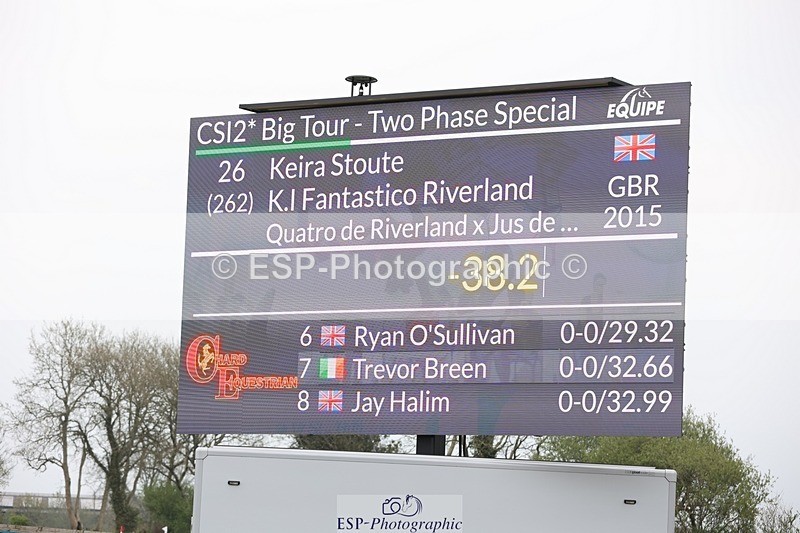 CSI2* Big Tour - Two Phase Special EQUIPE
26 Keira Stoute
(262) K.I Fantastico Riverland GBR
Quatro de Riverland x Jus de ... 2015
© ESP-Photographic ©
-38.2
6 Ryan O'Sullivan 0-0/29.32
7 Trevor Breen 0-0/32.66
8 Jay Halim 0-0/32.99
CHARD
EQUESTRIAN
ESP-Photographic